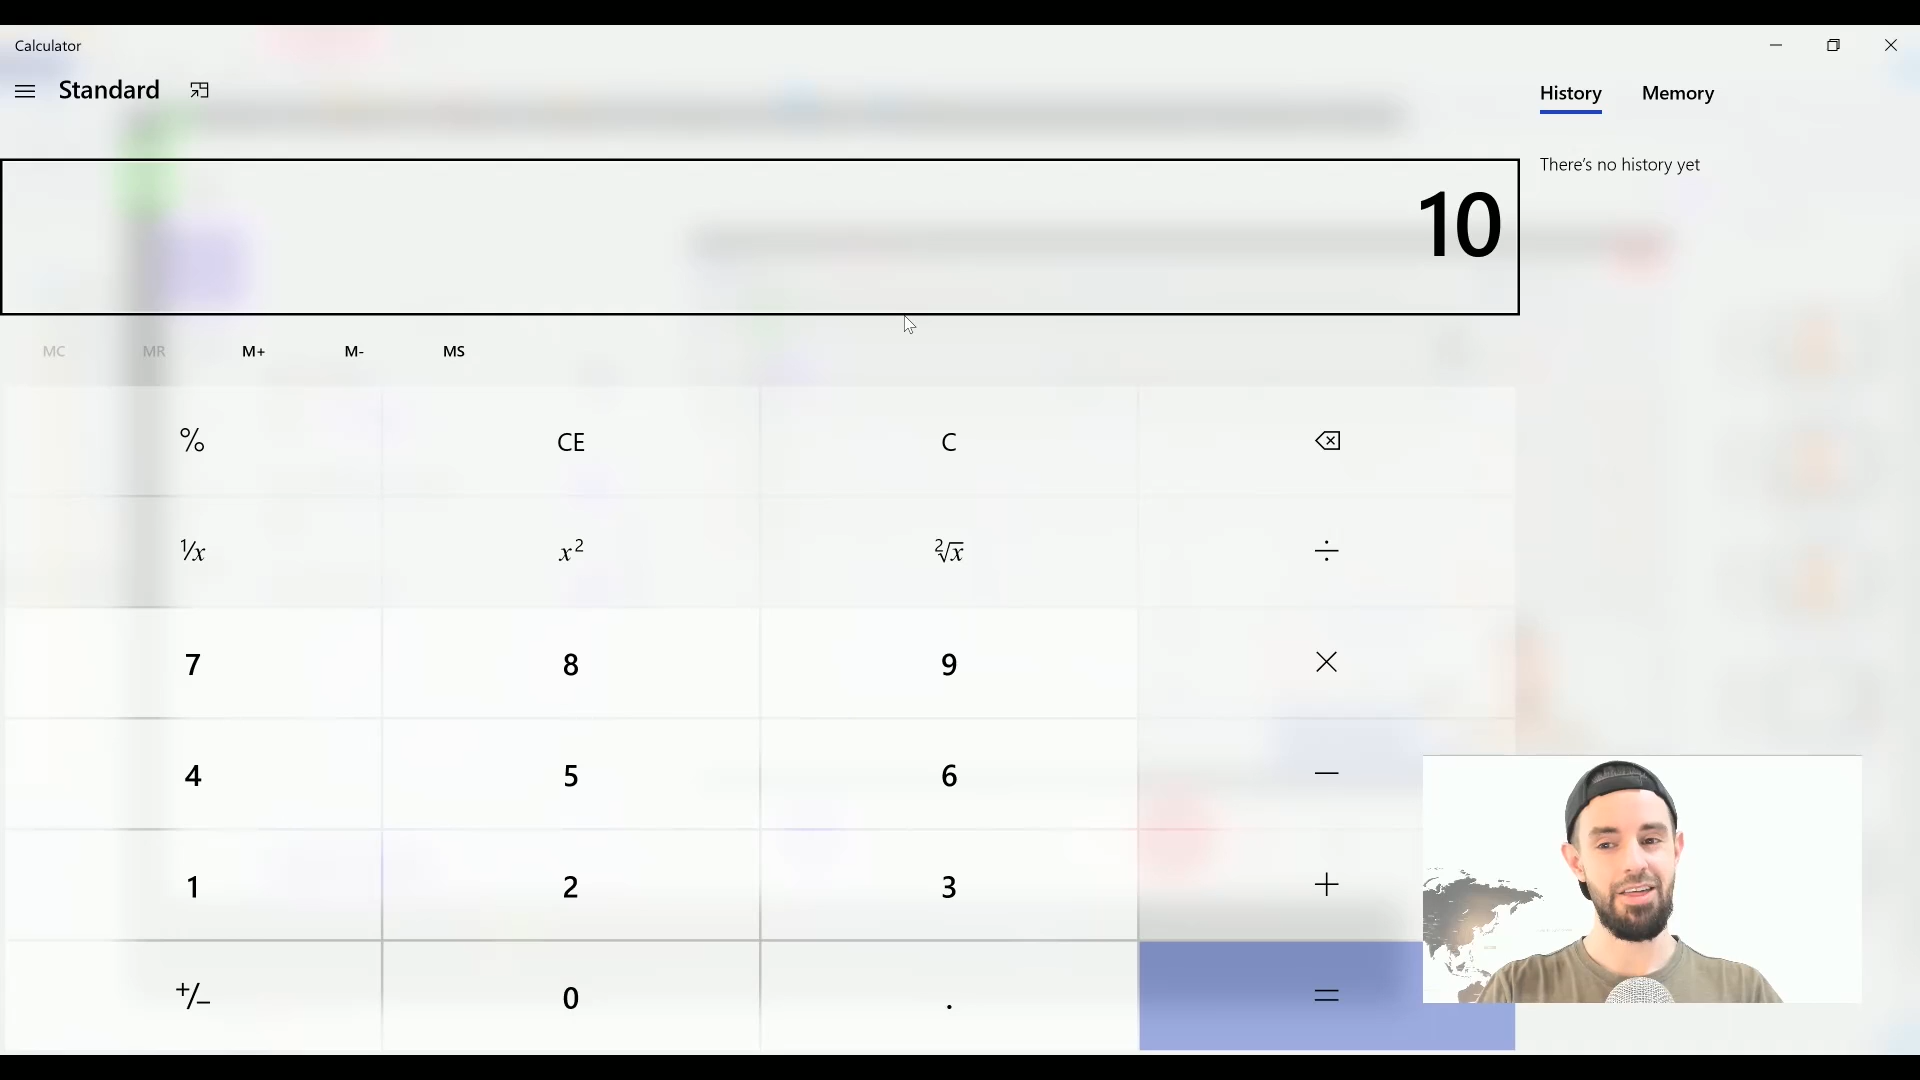 Calculator
Standard
History Memory
There's no history yet
10
MC MR M+ M- MS
% CE C
1/x x² ²√x ÷
7 8 9 ×
4 5 6 −
1 2 3 +
+/− 0 . =